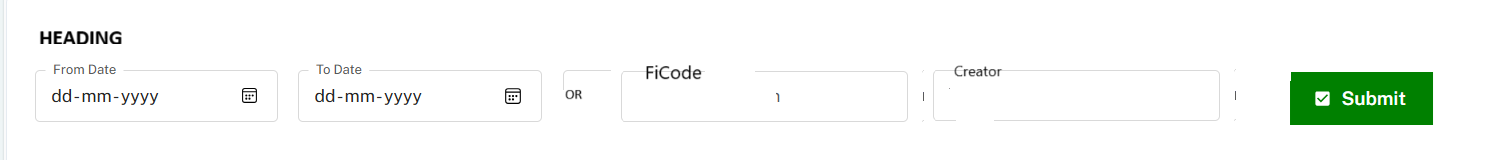 HEADING
From Date
dd-mm-yyyy
To Date
dd-mm-yyyy
OR
FiCode
Creator
Submit